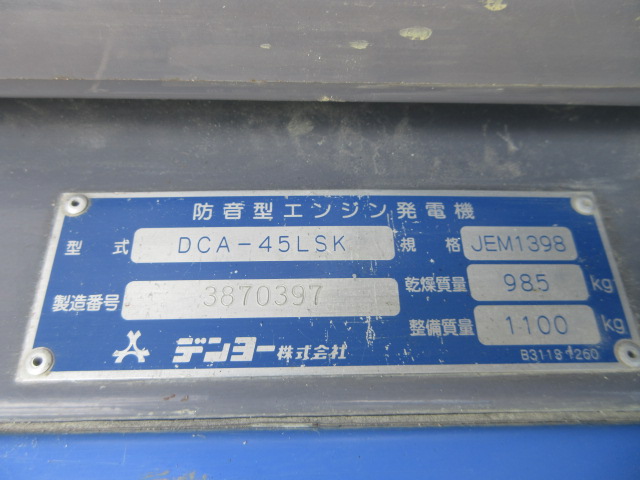 防音型エンジン発電機
型式 DCA-45LSK 規格 JEM1398
製造番号 3870397 乾燥質量 985 kg
整備質量 1100 kg
デンヨー株式会社